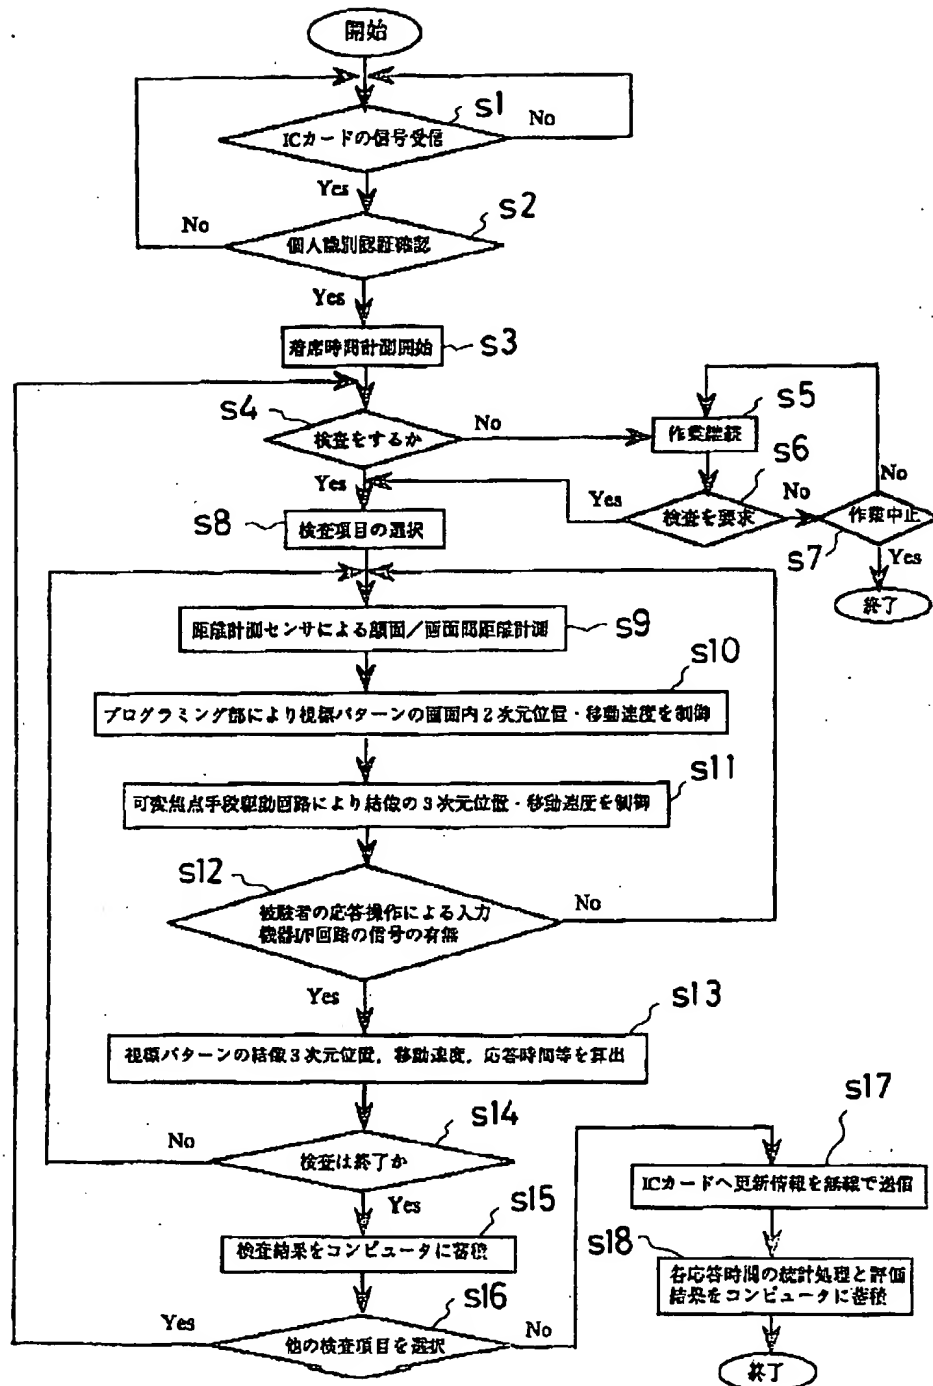 開始
s1
ICカードの信号受信
No
Yes
s2
No
個人識別認証確認
Yes
着席時間計測開始
s3
s4
検査をするか
No
s5
作業継続
Yes
s6
Yes
検査を要求
No
No
作業中止
s7
Yes
終了
s8
検査項目の選択
距離計測センサによる顔面/画面間距離計測
s9
s10
プログラミング部により視標パターンの画面内2次元位置・移動速度を制御
s11
可変焦点手段駆動回路により結像の3次元位置・移動速度を制御
s12
被験者の応答操作による入力
機器I/F回路の信号の有無
No
Yes
s13
視標パターンの結像3次元位置,移動速度,応答時間等を算出
s14
No
検査は終了か
Yes
s15
検査結果をコンピュータに蓄積
s16
Yes
他の検査項目を選択
No
s17
ICカードへ更新情報を無線で送信
s18
各応答時間の統計処理と評価
結果をコンピュータに蓄積
終了